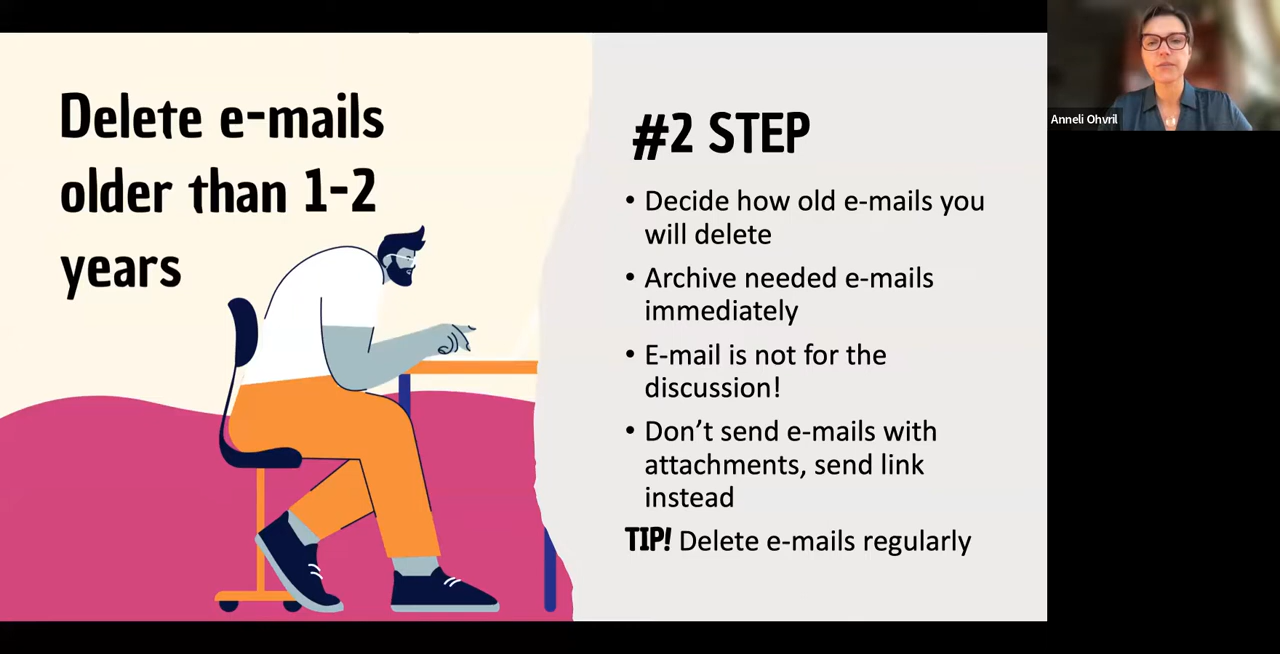 Delete e-mails
older than 1-2
years
#2 STEP
• Decide how old e-mails you
will delete
• Archive needed e-mails
immediately
• E-mail is not for the
discussion!
• Don’t send e-mails with
attachments, send link
instead
TIP! Delete e-mails regularly
Anneli Ohvril